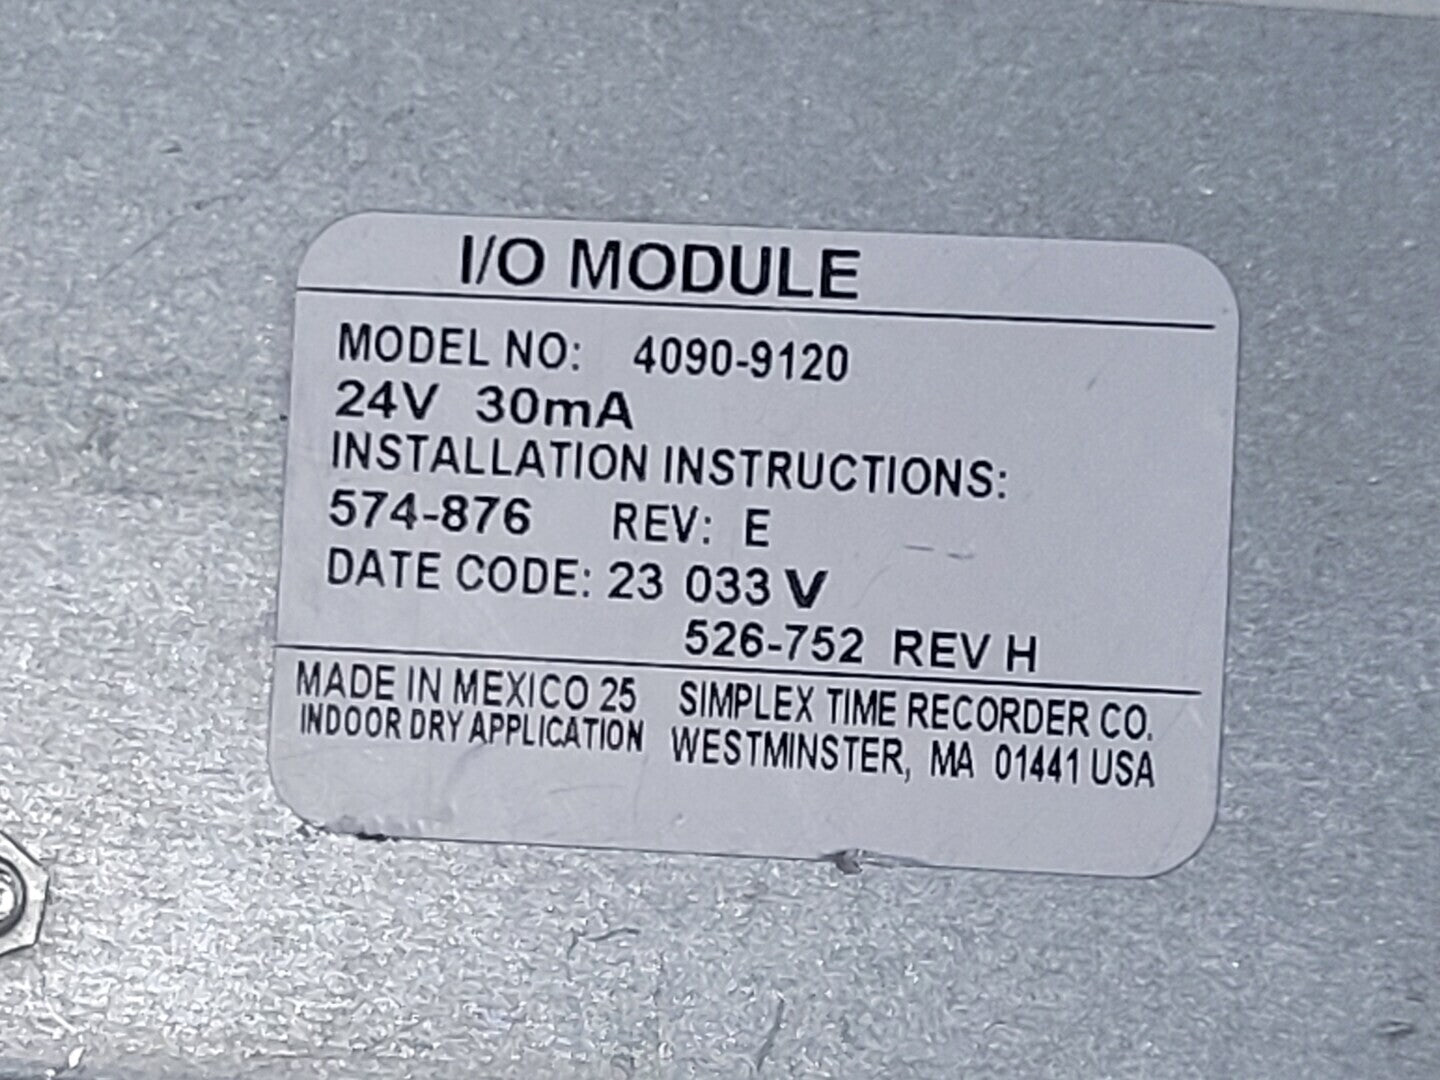 I/O MODULE
MODEL NO: 4090-9120
24V 30mA
INSTALLATION INSTRUCTIONS:
574-876 REV: E
DATE CODE: 23 033 V
526-752 REV H
MADE IN MEXICO 25 SIMPLEX TIME RECORDER CO.
INDOOR DRY APPLICATION WESTMINSTER, MA 01441 USA